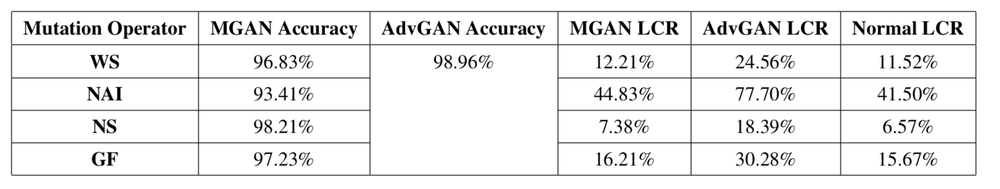 Mutation Operator MGAN Accuracy AdvGAN Accuracy MGAN LCR AdvGAN LCR Normal LCR
WS 96.83% 98.96% 12.21% 24.56% 11.52%
NAI 93.41% 44.83% 77.70% 41.50%
NS 98.21% 7.38% 18.39% 6.57%
GF 97.23% 16.21% 30.28% 15.67%